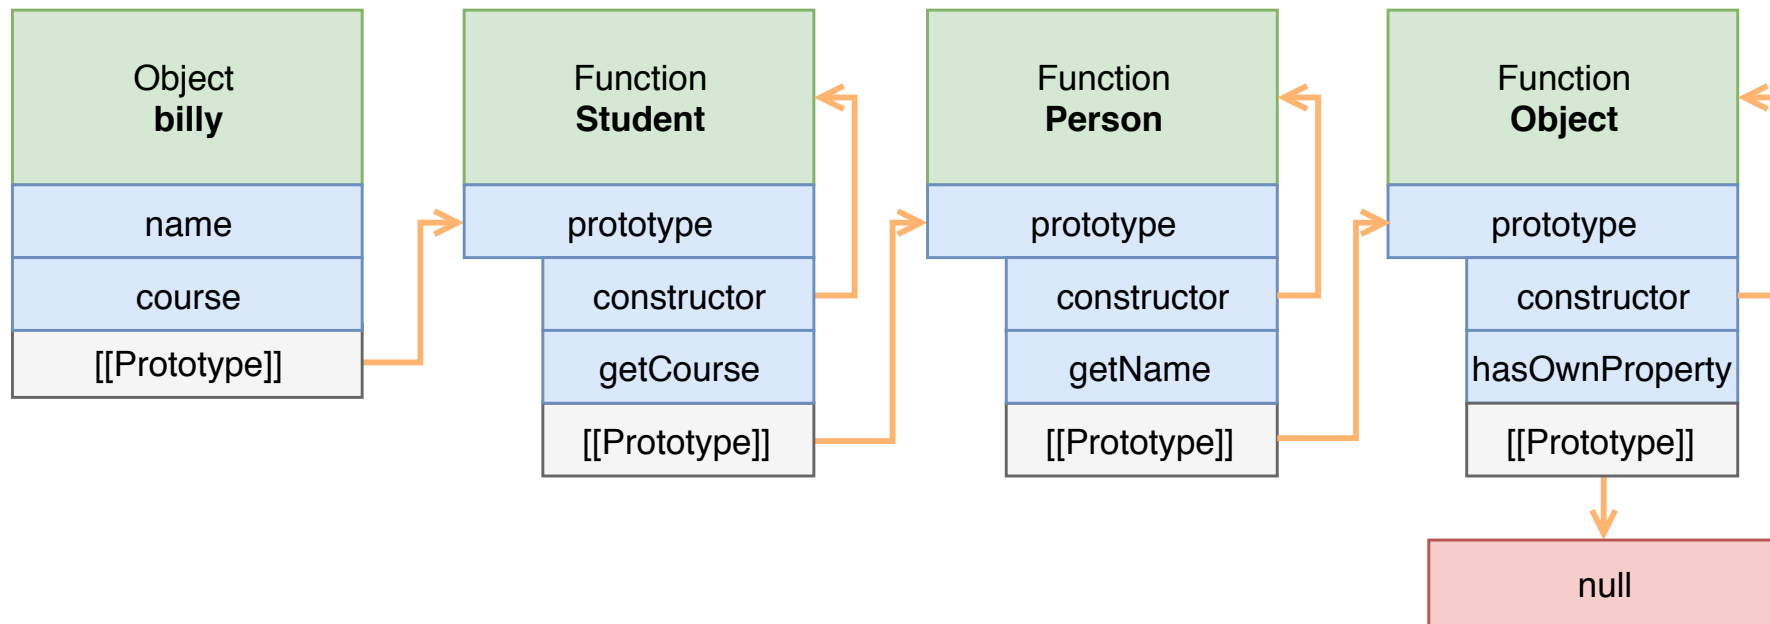 Object
billy
name
course
[[Prototype]]
Function
Student
prototype
constructor
getCourse
[[Prototype]]
Function
Person
prototype
constructor
getName
[[Prototype]]
Function
Object
prototype
constructor
hasOwnProperty
[[Prototype]]
null